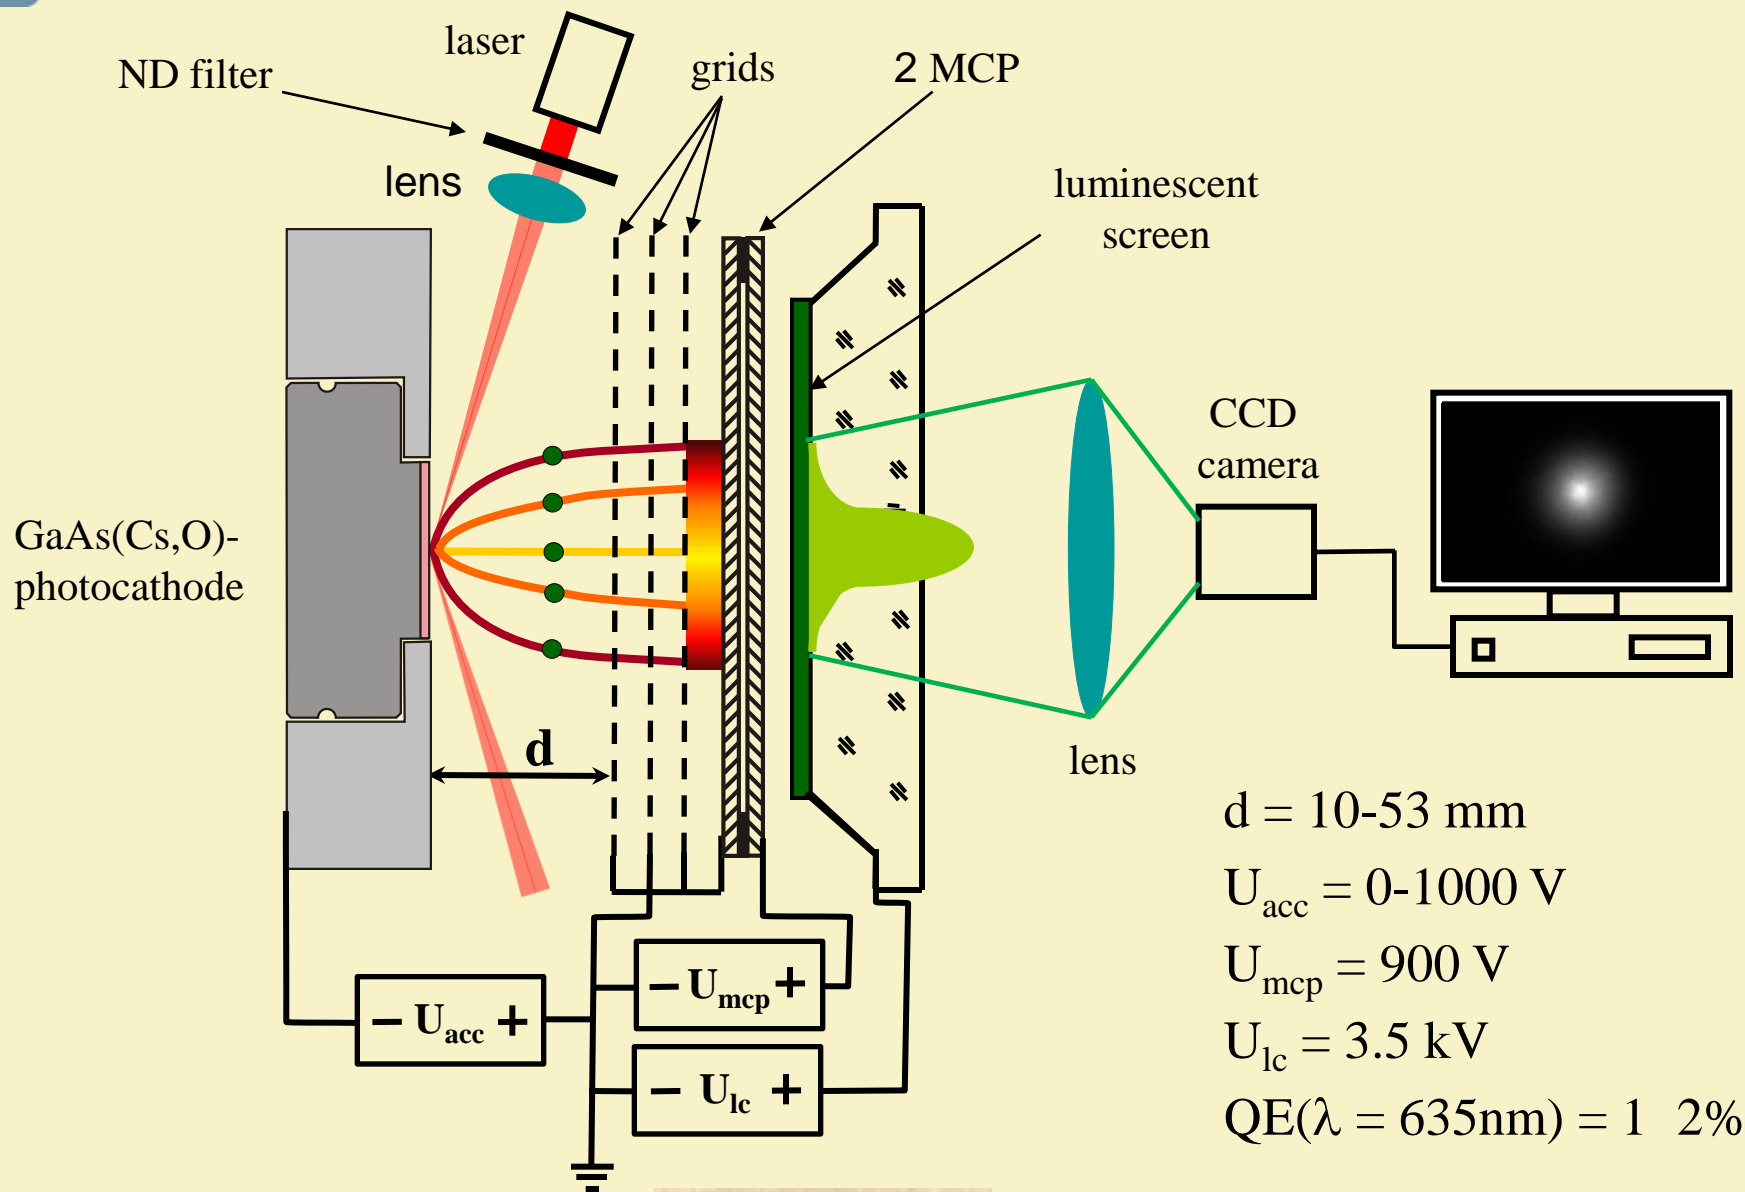 laser
ND filter
grids
2 MCP
lens
luminescent
screen
CCD
camera
GaAs(Cs,O)-
photocathode
d
lens
d = 10-53 mm
U_acc = 0-1000 V
U_mcp = 900 V
U_lc = 3.5 kV
QE(λ = 635nm) = 1 2%
− U_mcp +
− U_acc +
− U_lc +